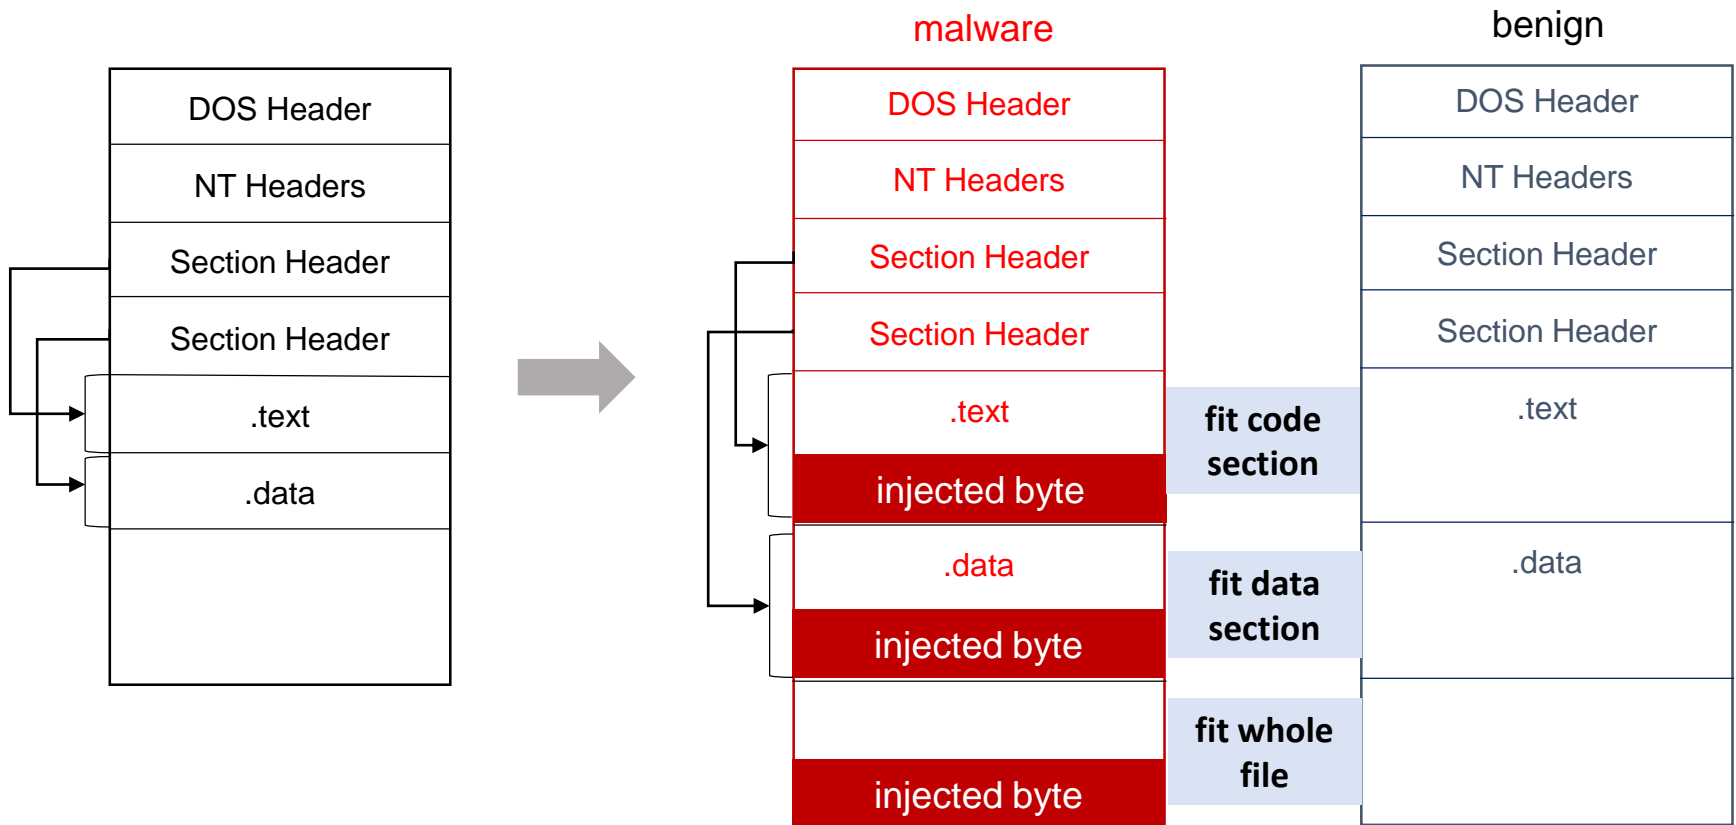 DOS Header
NT Headers
Section Header
Section Header
.text
.data
malware
DOS Header
NT Headers
Section Header
Section Header
.text
injected byte
.data
injected byte
injected byte
fit code
section
fit data
section
fit whole
file
benign
DOS Header
NT Headers
Section Header
Section Header
.text
.data